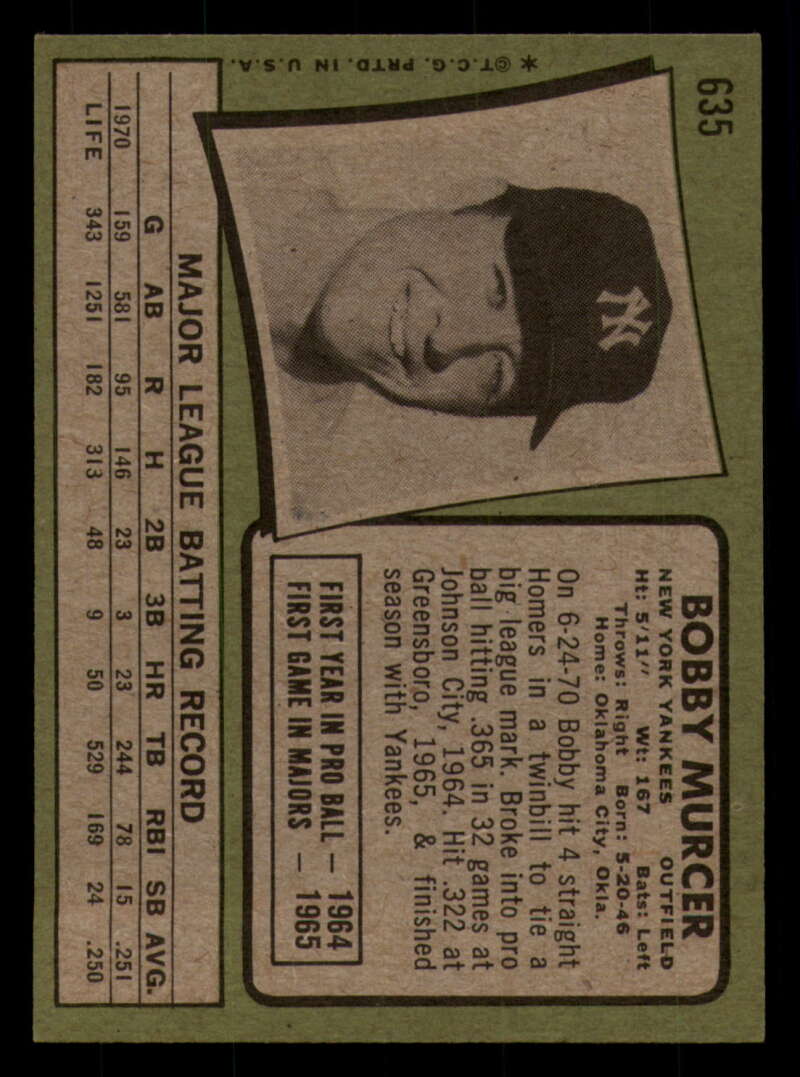 635
BOBBY MURCER
NEW YORK YANKEES OUTFIELD
Ht: 5'11" Wt: 167 Bats: Left
Throws: Right Born: 5-20-46
Home: Oklahoma City, Okla.
On 6-24-70 Bobby hit 4 straight
Homers in a twinbill to tie a
big league mark. Broke into pro
ball hitting .365 in 32 games at
Johnson City, 1964. Hit .322 at
Greensboro, 1965, & finished
season with Yankees.
FIRST YEAR IN PRO BALL — 1964
FIRST GAME IN MAJORS — 1965
NY
MAJOR LEAGUE BATTING RECORD
G AB R H 2B 3B HR TB RBI SB AVG.
1970 159 581 95 146 23 3 23 244 78 15 .251
LIFE 343 1251 182 313 48 9 50 529 169 24 .250
* © T.C.G. PRTD. IN U.S.A.